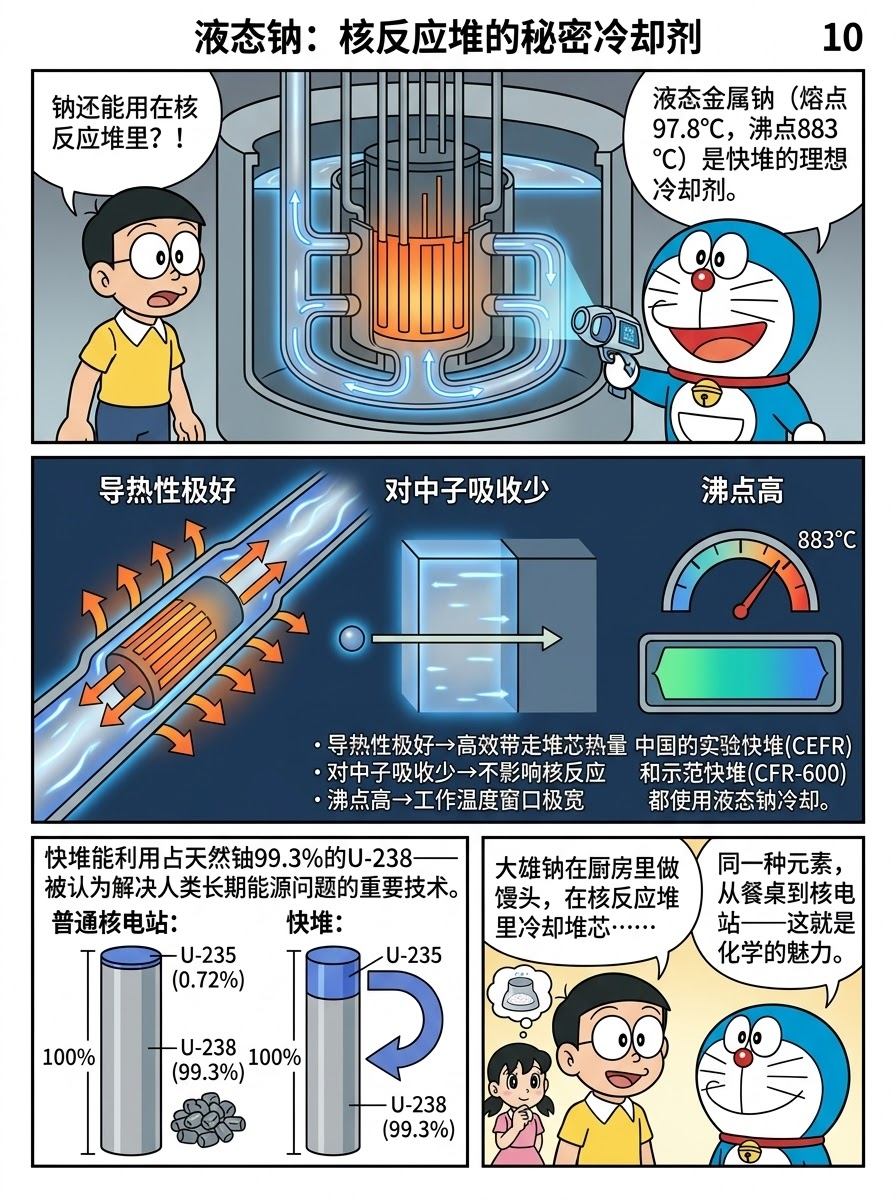 液态钠：核反应堆的秘密冷却剂
10
钠还能用在核
反应堆里？！
液态金属钠（熔点
97.8℃，沸点883
℃）是快堆的理想
冷却剂。
导热性极好
对中子吸收少
沸点高
883℃
・导热性极好→高效带走堆芯热量
・对中子吸收少→不影响核反应
・沸点高→工作温度窗口极宽
中国的实验快堆(CEFR)
和示范快堆(CFR-600)
都使用液态钠冷却。
快堆能利用占天然铀99.3%的U-238——
被认为解决人类长期能源问题的重要技术。
普通核电站：
U-235
(0.72%)
100%
U-238
(99.3%)
快堆：
U-235
100%
U-238
(99.3%)
大雄钠在厨房里做
馒头，在核反应堆
里冷却堆芯……
同一种元素，
从餐桌到核电
站——这就是
化学的魅力。